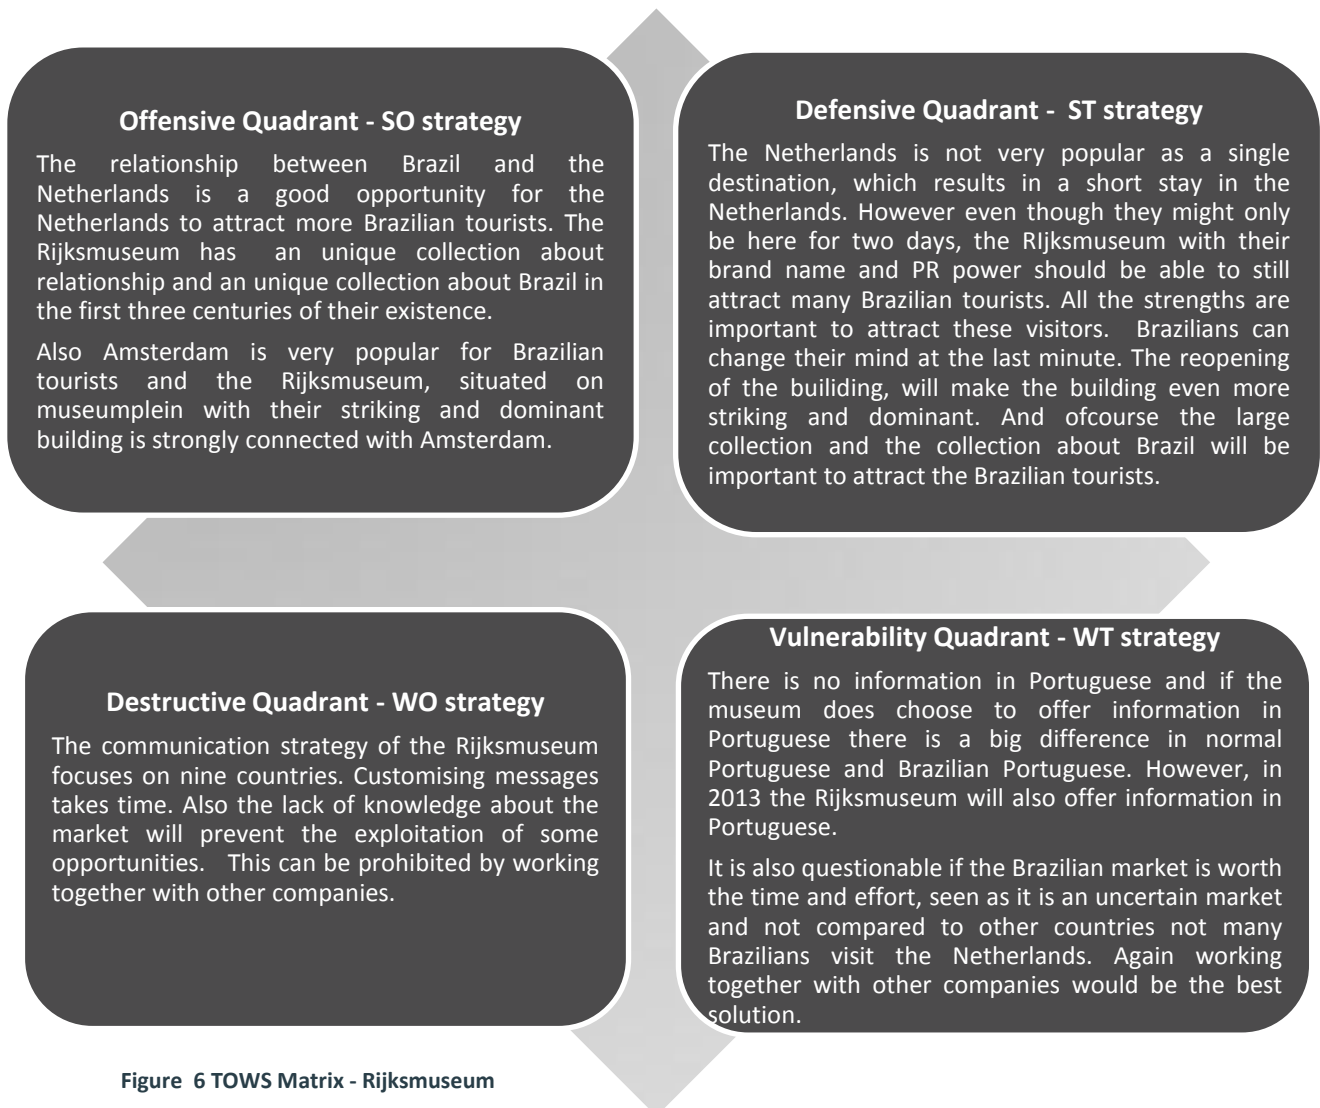 Offensive Quadrant - SO strategy
The relationship between Brazil and the
Netherlands is a good opportunity for the
Netherlands to attract more Brazilian tourists. The
Rijksmuseum has an unique collection about
relationship and an unique collection about Brazil in
the first three centuries of their existence.
Also Amsterdam is very popular for Brazilian
tourists and the Rijksmuseum, situated on
museumplein with their striking and dominant
building is strongly connected with Amsterdam.
Defensive Quadrant - ST strategy
The Netherlands is not very popular as a single
destination, which results in a short stay in the
Netherlands. However even though they might only
be here for two days, the RIjksmuseum with their
brand name and PR power should be able to still
attract many Brazilian tourists. All the strengths are
important to attract these visitors. Brazilians can
change their mind at the last minute. The reopening
of the builiding, will make the building even more
striking and dominant. And ofcourse the large
collection and the collection about Brazil will be
important to attract the Brazilian tourists.
Destructive Quadrant - WO strategy
The communication strategy of the Rijksmuseum
focuses on nine countries. Customising messages
takes time. Also the lack of knowledge about the
market will prevent the exploitation of some
opportunities. This can be prohibited by working
together with other companies.
Vulnerability Quadrant - WT strategy
There is no information in Portuguese and if the
museum does choose to offer information in
Portuguese there is a big difference in normal
Portuguese and Brazilian Portuguese. However, in
2013 the Rijksmuseum will also offer information in
Portuguese.
It is also questionable if the Brazilian market is worth
the time and effort, seen as it is an uncertain market
and not compared to other countries not many
Brazilians visit the Netherlands. Again working
together with other companies would be the best
solution.
Figure 6 TOWS Matrix - Rijksmuseum